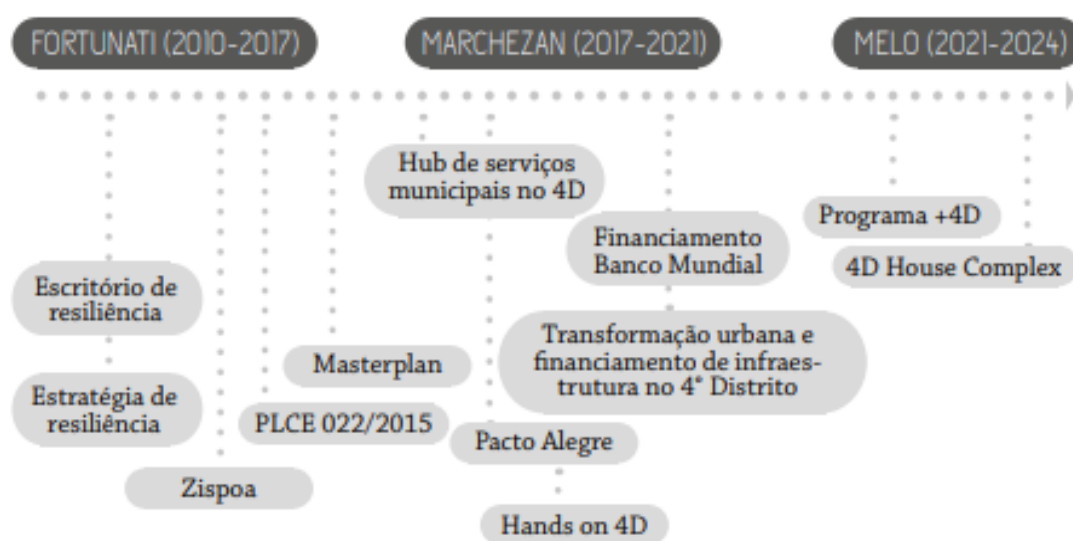 FORTUNATI (2010-2017)
MARCHEZAN (2017-2021)
MELO (2021-2024)
Hub de serviços
municipais no 4D
Programa +4D
Financiamento
Banco Mundial
4D House Complex
Escritório de
resiliência
Transformação urbana e
financiamento de infraes-
trutura no 4° Distrito
Masterplan
Estratégia de
resiliência
PLCE 022/2015
Pacto Alegre
Zispoa
Hands on 4D